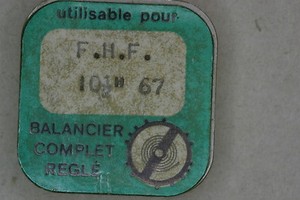 utilisable pour
F.H.F.
10½''' 67
BALANCIER
COMPLET
REGLÉ